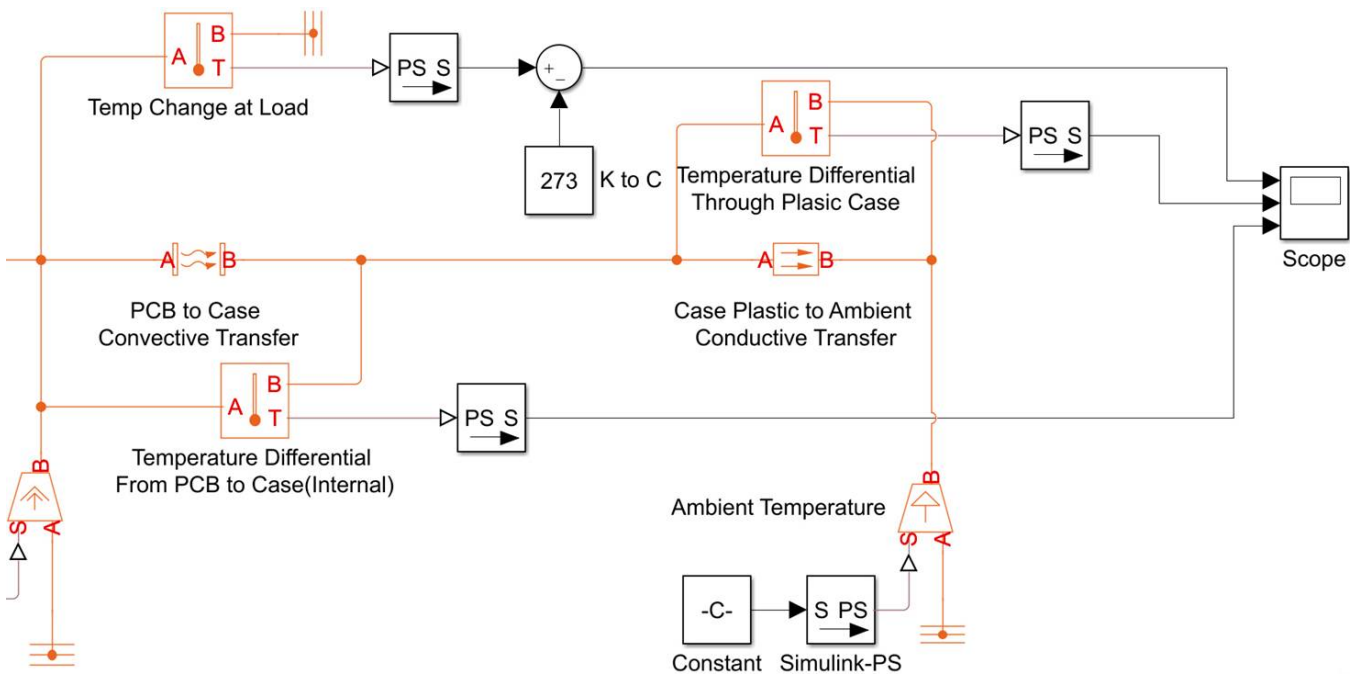 B
A
T
Temp Change at Load
PS S
+
−
273
K to C
B
A
T
Temperature Differential
Through Plasic Case
PS S
Scope
A
B
PCB to Case
Convective Transfer
A
B
Case Plastic to Ambient
Conductive Transfer
B
A
T
Temperature Differential
From PCB to Case(Internal)
PS S
B
S
A
Ambient Temperature
B
S
A
-C-
Constant
S PS
Simulink-PS